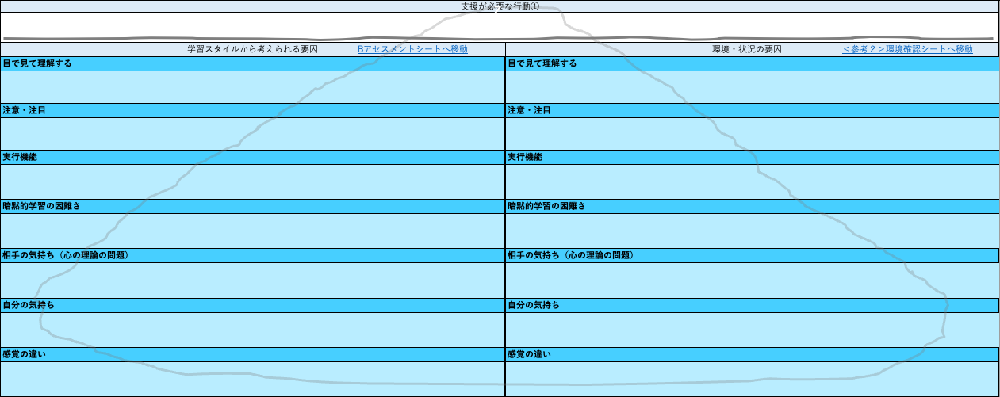 支援が必要な行動①
学習スタイルから考えられる要因 Bアセスメントシートへ移動 環境・状況の要因 ＜参考２＞環境確認シートへ移動
目で見て理解する 目で見て理解する
注意・注目 注意・注目
実行機能 実行機能
暗黙的学習の困難さ 暗黙的学習の困難さ
相手の気持ち（心の理論の問題） 相手の気持ち（心の理論の問題）
自分の気持ち 自分の気持ち
感覚の違い 感覚の違い